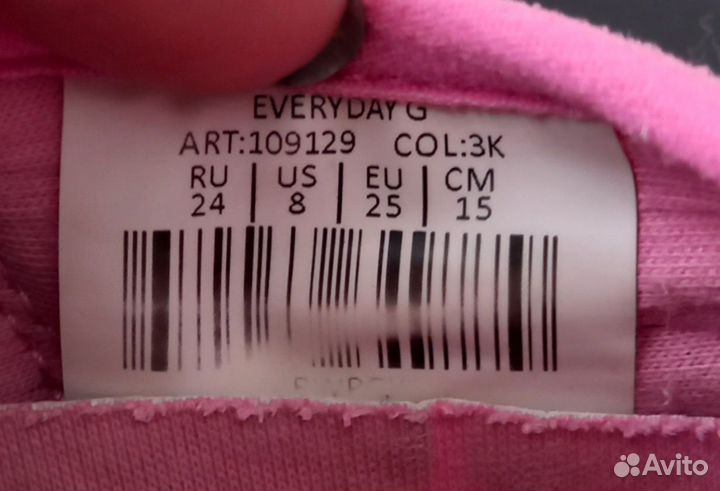 EVERYDAY G
ART:109129 COL:3K
RU | US | EU | CM
24 | 8 | 25 | 15
Avito